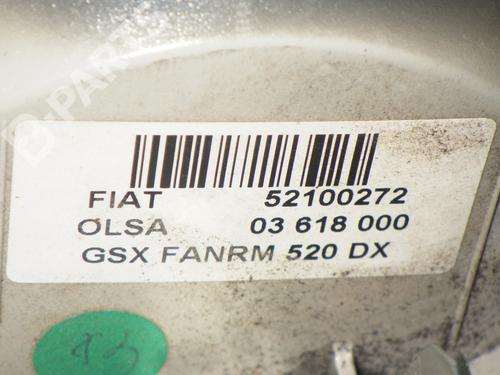 B-PARTS
FIAT 52100272
OLSA 03 618 000
GSX FANRM 520 DX